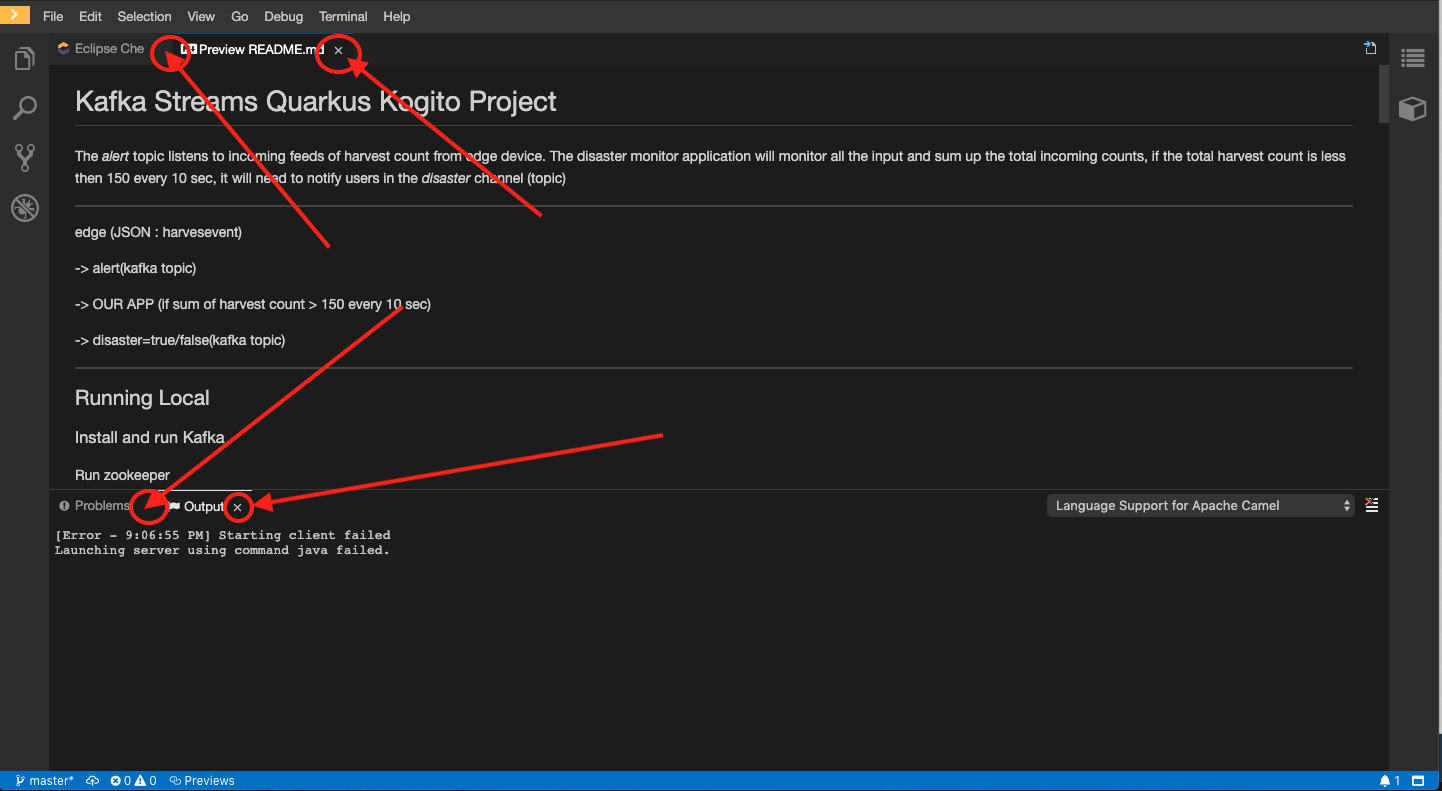 File Edit Selection View Go Debug Terminal Help
Eclipse Che Preview README.md
Kafka Streams Quarkus Kogito Project
The alert topic listens to incoming feeds of harvest count from edge device. The disaster monitor application will monitor all the input and sum up the total incoming counts, if the total harvest count is less
then 150 every 10 sec, it will need to notify users in the disaster channel (topic)
edge (JSON : harvesevent)
-> alert(kafka topic)
-> OUR APP (if sum of harvest count > 150 every 10 sec)
-> disaster=true/false(kafka topic)
Running Local
Install and run Kafka
Run zookeeper
Problems Output Language Support for Apache Camel
[Error - 9:06:55 PM] Starting client failed
Launching server using command java failed.
master* 0 0 Previews 1